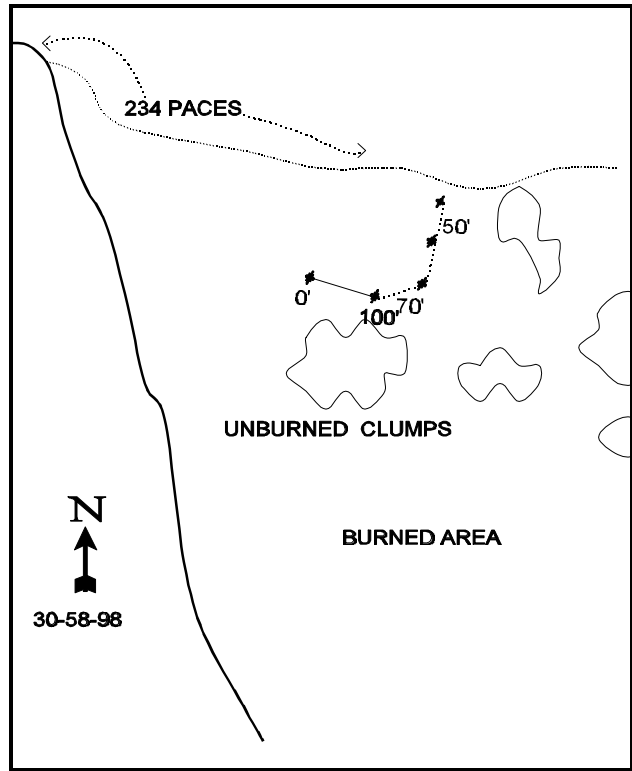 234 PACES
50'
0'
100'
70'
UNBURNED CLUMPS
BURNED AREA
N
30-58-98